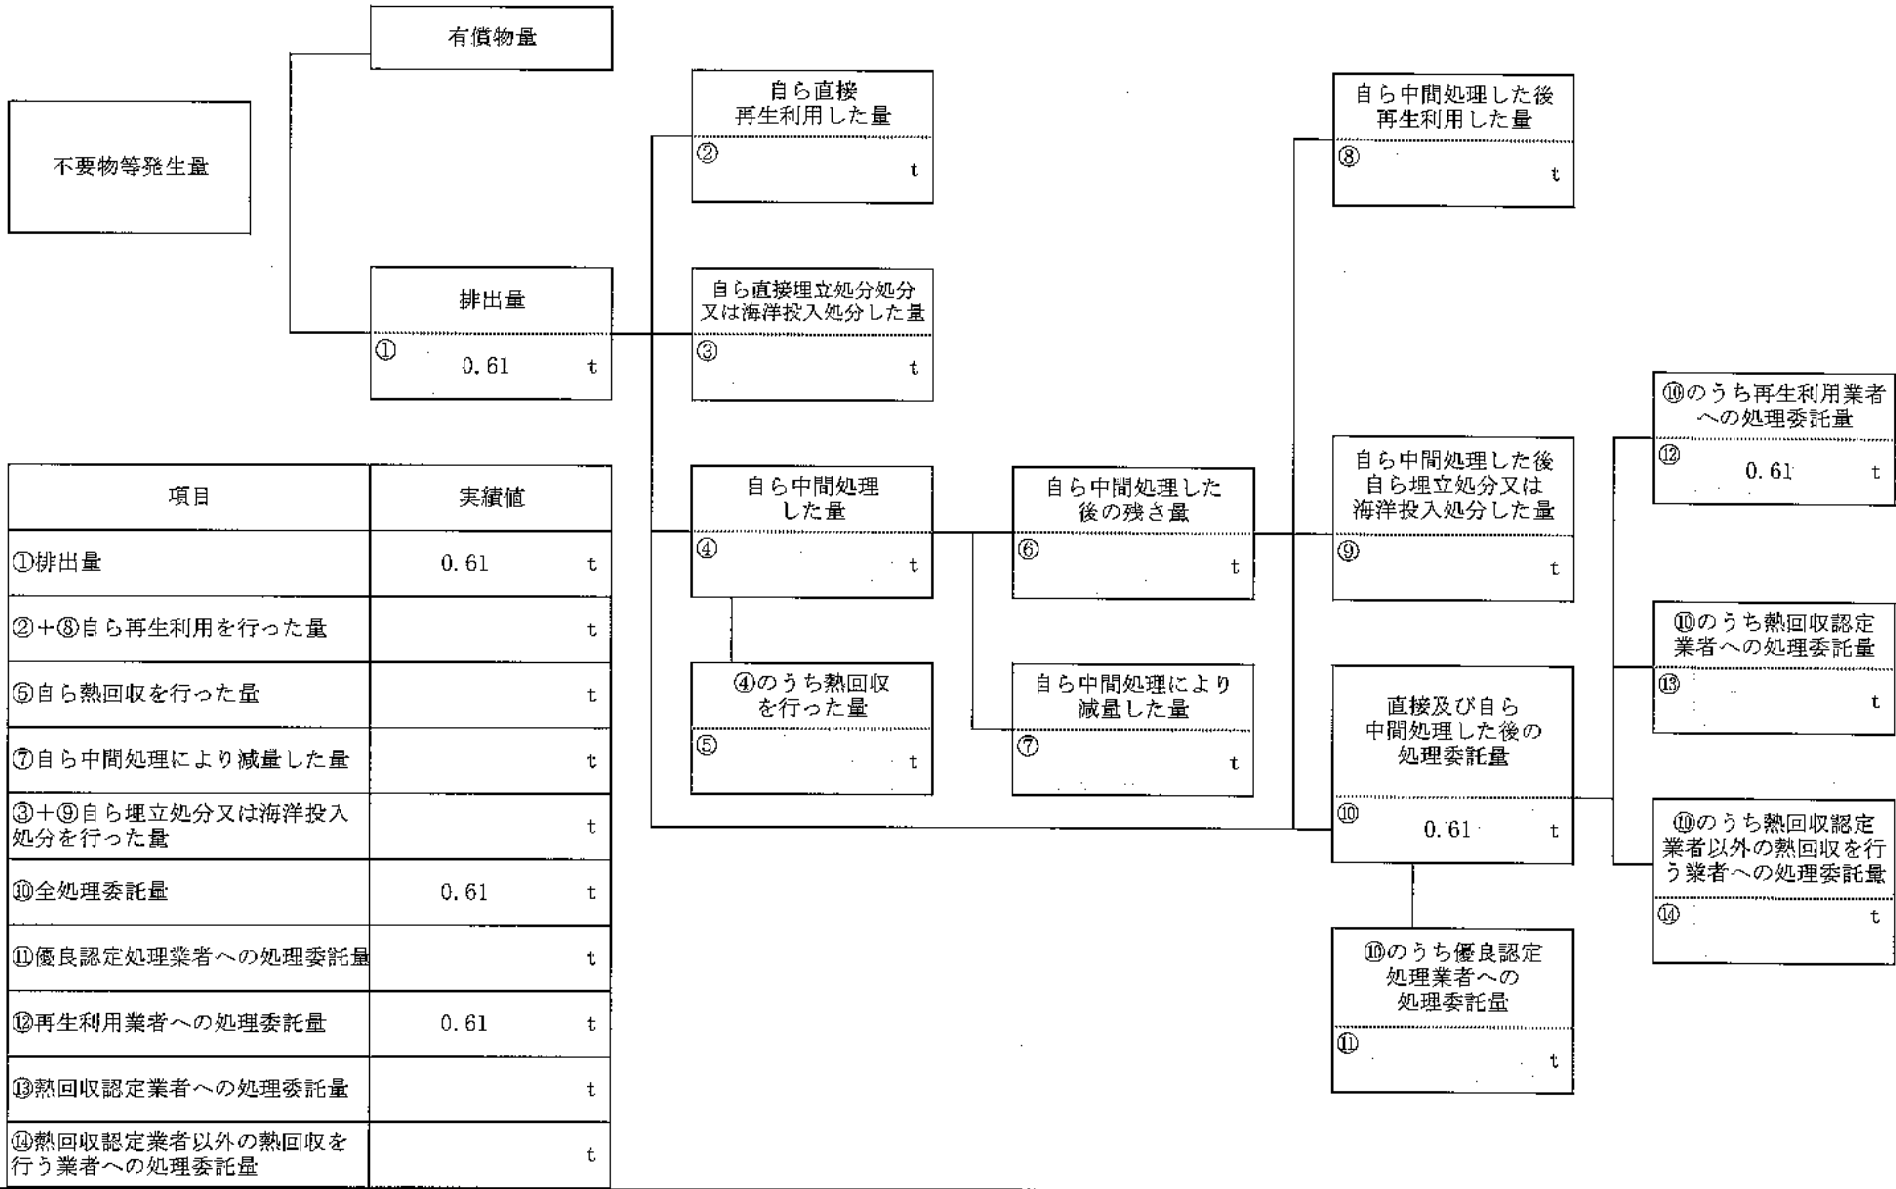 有償物量
不要物等発生量
排出量
① 0.61 t
自ら直接
再生利用した量
② t
自ら直接埋立処分処分
又は海洋投入処分した量
③ t
自ら中間処理
した量
④ t
④のうち熱回収
を行った量
⑤ t
自ら中間処理した
後の残さ量
⑥ t
自ら中間処理により
減量した量
⑦ t
自ら中間処理した後
再生利用した量
⑧ t
自ら中間処理した後
自ら埋立処分又は
海洋投入処分した量
⑨ t
直接及び自ら
中間処理した後の
処理委託量
⑩ 0.61 t
⑩のうち優良認定
処理業者への
処理委託量
⑪ t
⑩のうち再生利用業者
への処理委託量
⑫ 0.61 t
⑩のうち熱回収認定
業者への処理委託量
⑬ t
⑩のうち熱回収認定
業者以外の熱回収を行
う業者への処理委託量
⑭ t
項目 実績値
①排出量 0.61 t
②+⑧自ら再生利用を行った量 t
⑤自ら熱回収を行った量 t
⑦自ら中間処理により減量した量 t
③+⑨自ら埋立処分又は海洋投入
処分を行った量 t
⑩全処理委託量 0.61 t
⑪優良認定処理業者への処理委託量 t
⑫再生利用業者への処理委託量 0.61 t
⑬熱回収認定業者への処理委託量 t
⑭熱回収認定業者以外の熱回収を
行う業者への処理委託量 t